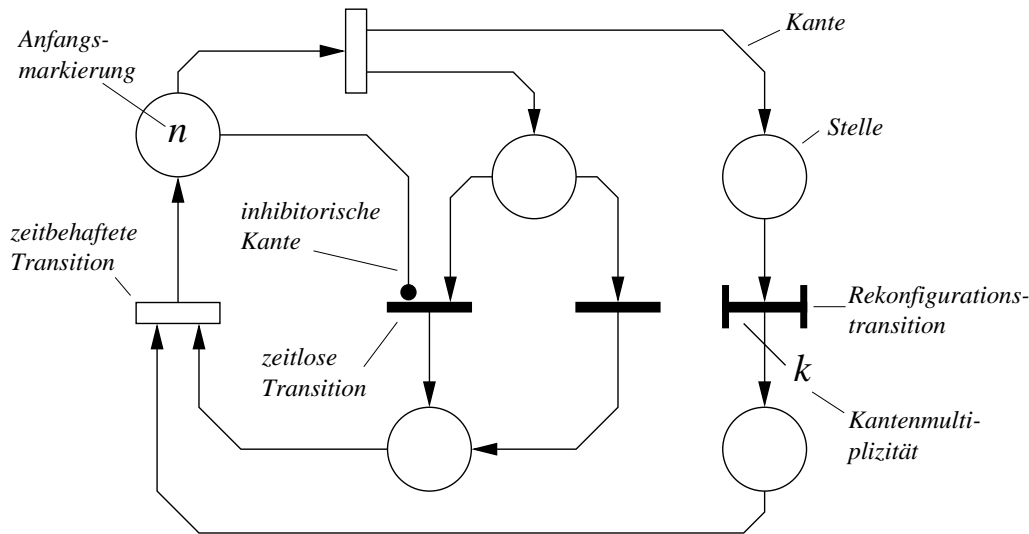 Anfangs-
markierung
n
Kante
Stelle
inhibitorische
Kante
zeitbehaftete
Transition
zeitlose
Transition
Rekonfigurations-
transition
k
Kantenmulti-
plizität